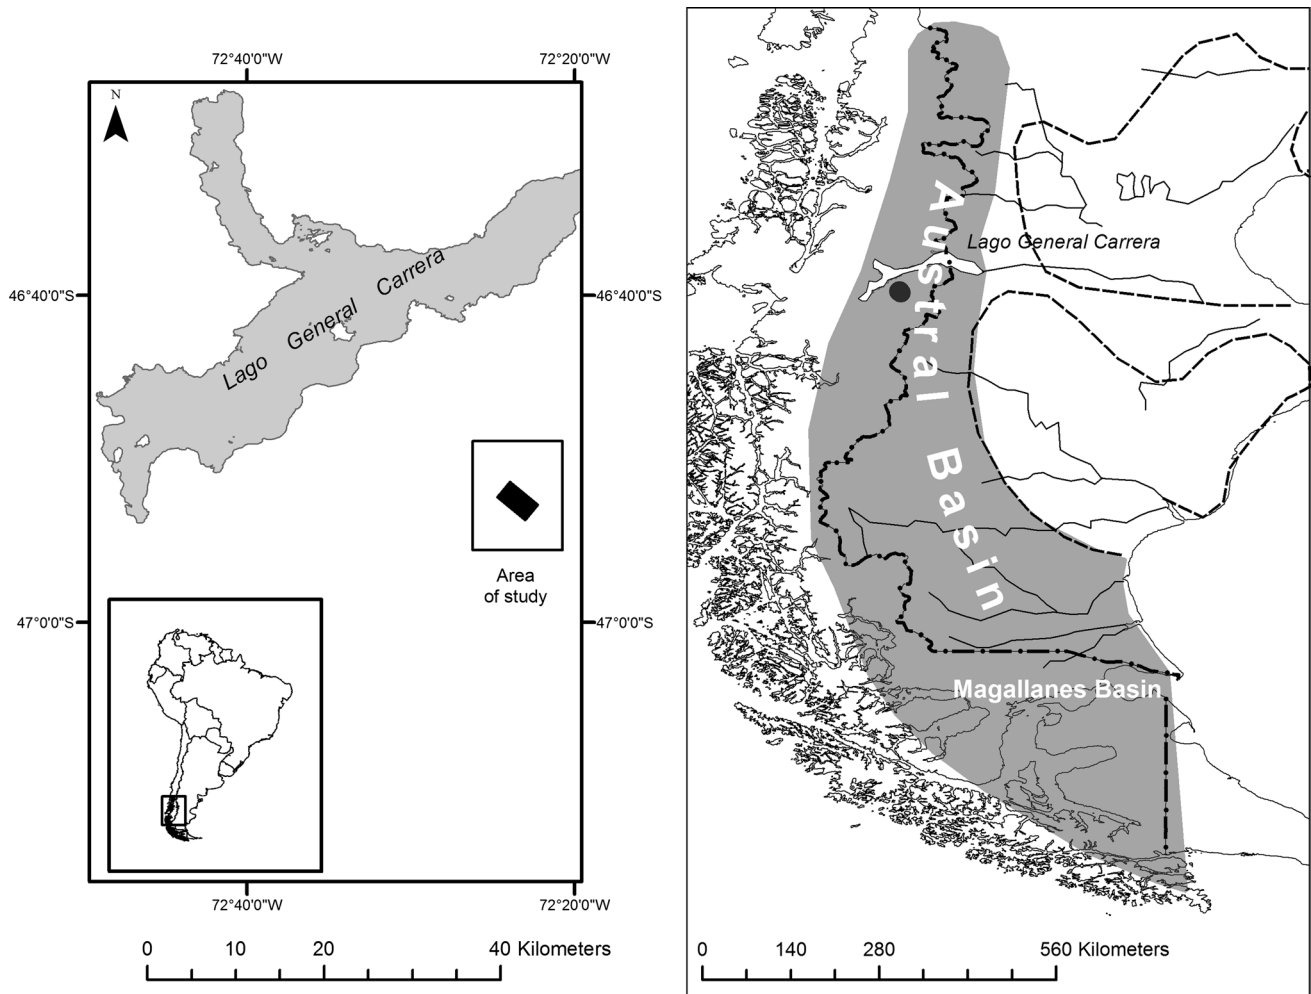 72°40'0"W
72°20'0"W
N
46°40'0"S
46°40'0"S
Lago General Carrera
Area
of study
47°0'0"S
47°0'0"S
72°40'0"W
72°20'0"W
0 10 20 40 Kilometers
Lago General Carrera
Austral Basin
Magallanes Basin
0 140 280 560 Kilometers